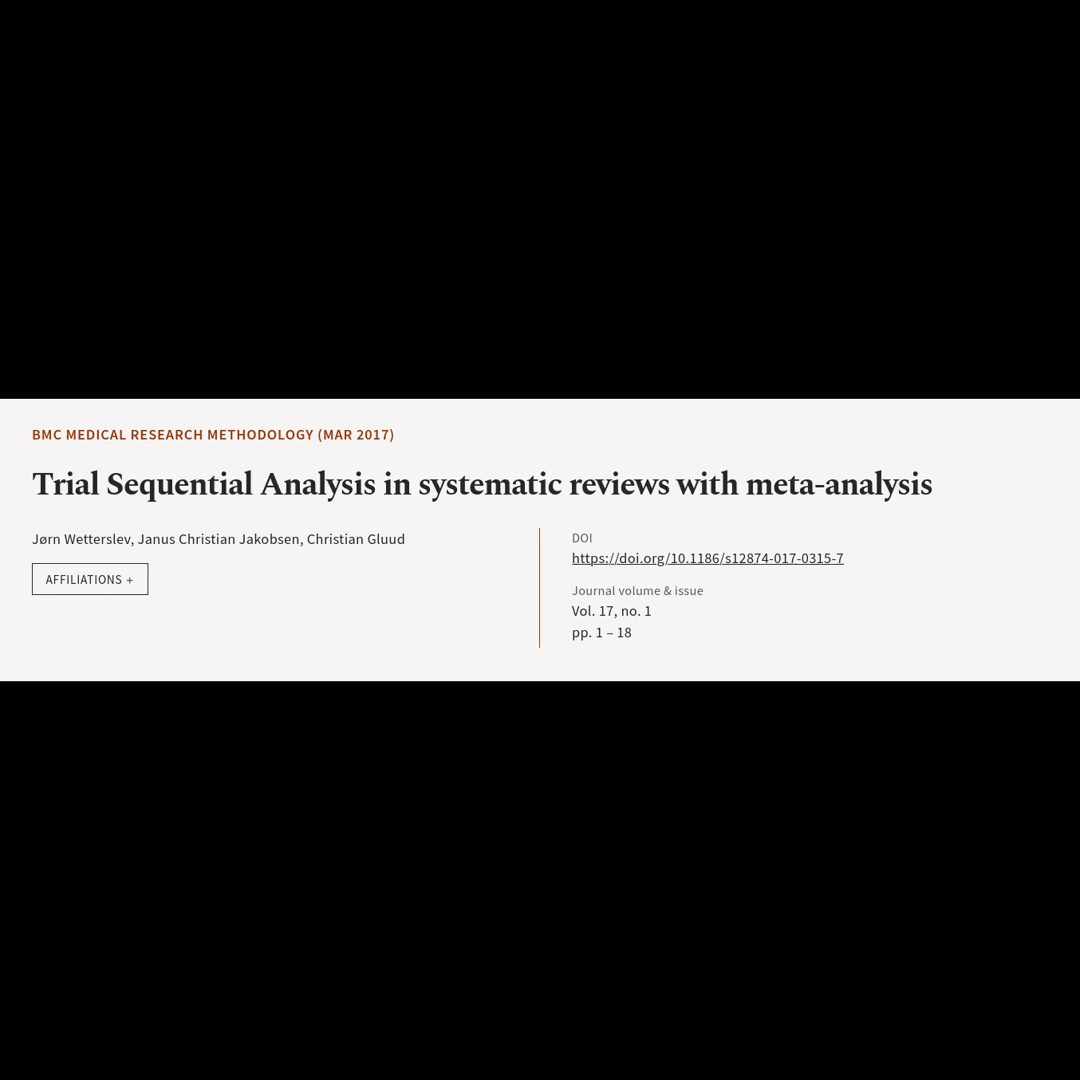 BMC MEDICAL RESEARCH METHODOLOGY (MAR 2017)
Trial Sequential Analysis in systematic reviews with meta-analysis
Jørn Wetterslev, Janus Christian Jakobsen, Christian Gluud
AFFILIATIONS +
DOI
https://doi.org/10.1186/s12874-017-0315-7
Journal volume & issue
Vol. 17, no. 1
pp. 1 – 18